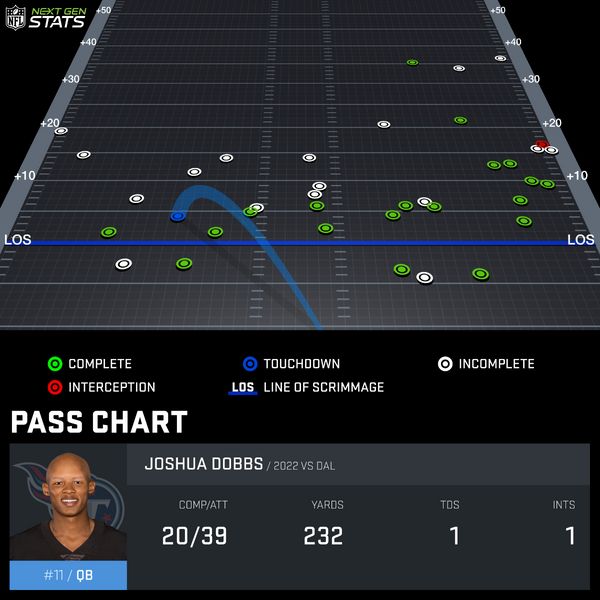 NFL NEXT GEN STATS
+50 +50
+40 +40
+30 +30
+20 +20
+10 +10
LOS LOS
COMPLETE TOUCHDOWN INCOMPLETE
INTERCEPTION LOS LINE OF SCRIMMAGE
PASS CHART
JOSHUA DOBBS / 2022 VS DAL
COMP/ATT YARDS TDS INTS
20/39 232 1 1
#11 / QB